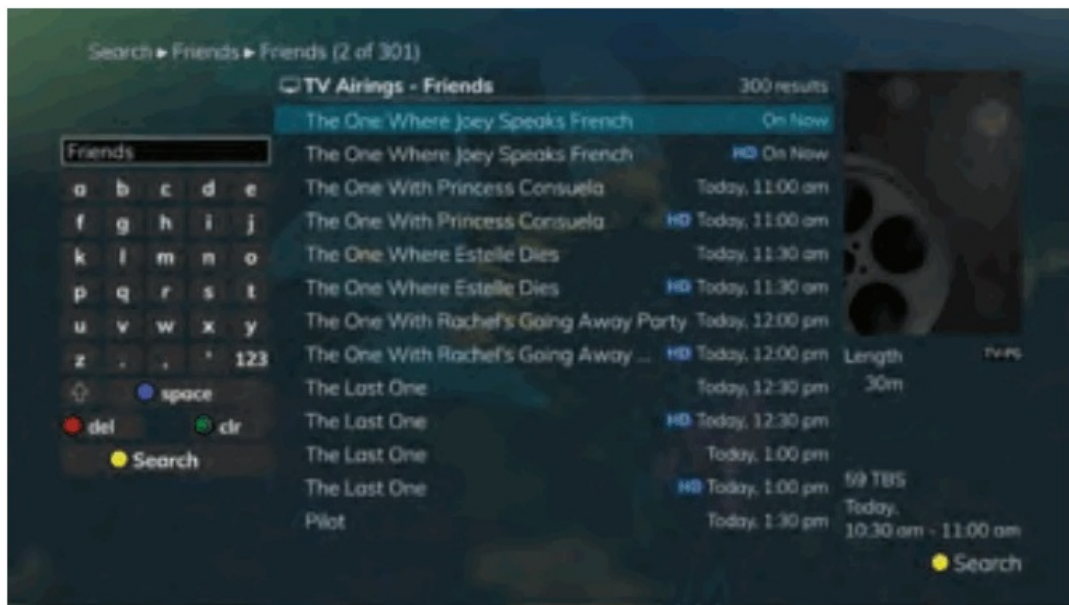 Search ▸ Friends ▸ Friends (2 of 301)
TV Airings - Friends 300 results
The One Where Joey Speaks French On Now
The One Where Joey Speaks French HD On Now
The One With Princess Consuela Today, 11:00 am
The One With Princess Consuela HD Today, 11:00 am
The One Where Estelle Dies Today, 11:30 am
The One Where Estelle Dies HD Today, 11:30 am
The One With Rachel's Going Away Party Today, 12:00 pm
The One With Rachel's Going Away ... HD Today, 12:00 pm
The Last One Today, 12:30 pm
The Last One HD Today, 12:30 pm
The Last One Today, 1:00 pm
The Last One HD Today, 1:00 pm
Pilot Today, 1:30 pm
Friends
a b c d e
f g h i j
k l m n o
p q r s t
u v w x y
z . , ' 123
space
del clr
Search
Length TV-PG
30m
59 TBS
Today,
10:30 am - 11:00 am
Search